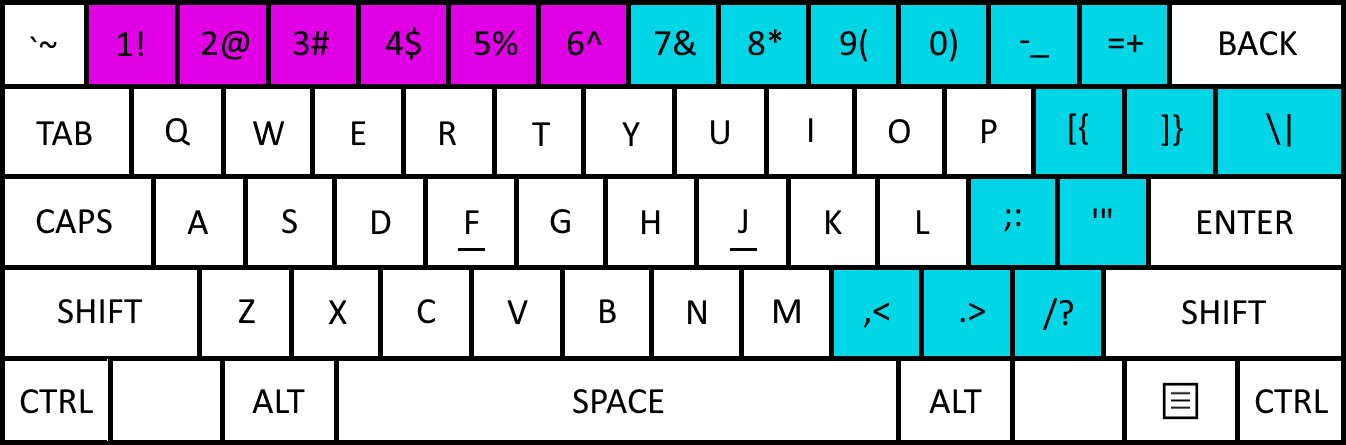 `~ 1! 2@ 3# 4$ 5% 6^ 7& 8* 9( 0) -_ =+ BACK
TAB Q W E R T Y U I O P [{ ]} \|
CAPS A S D F G H J K L ;: '" ENTER
SHIFT Z X C V B N M ,< .> /? SHIFT
CTRL ALT SPACE ALT CTRL